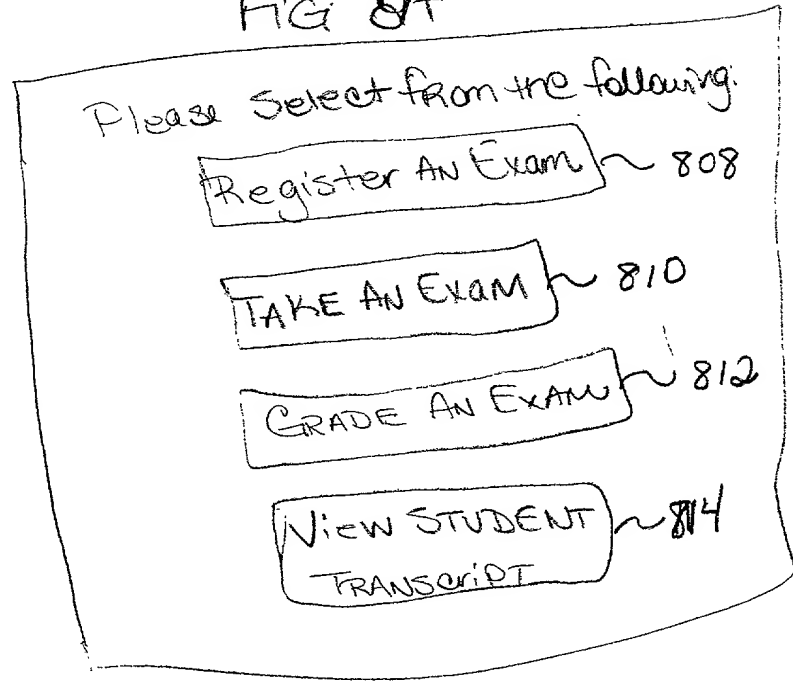 FIG 8A
Please Select from the following:
Register AN Exam 808
TAKE AN Exam 810
GRADE AN EXAM 812
View STUDENT 814
TRANSCRIPT